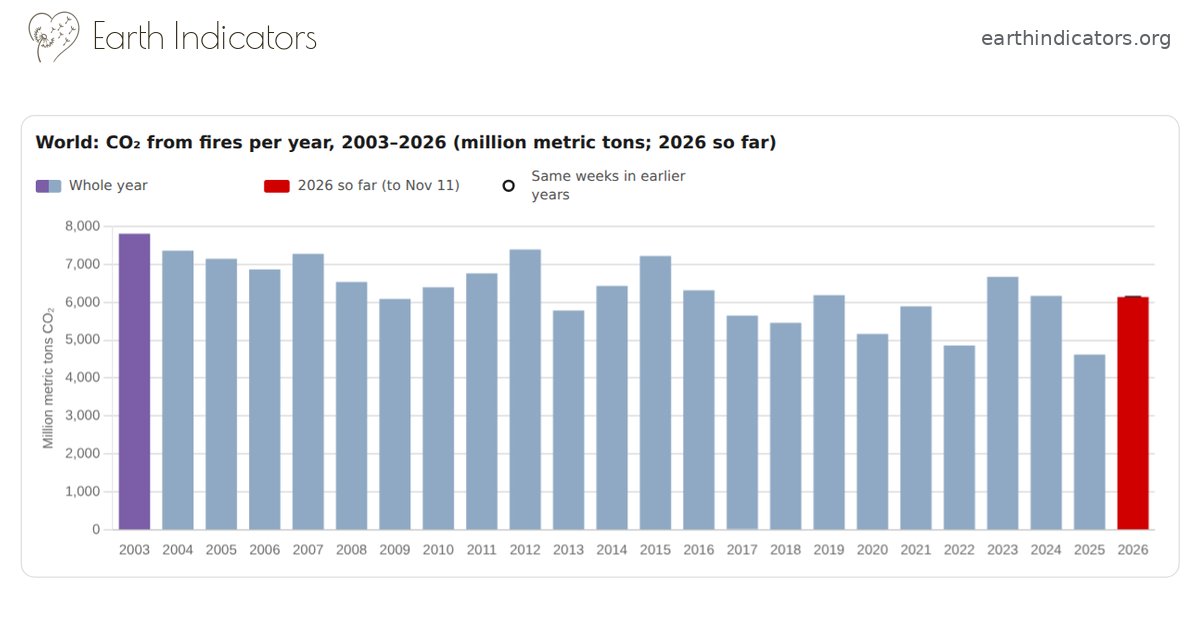 Earth Indicators
earthindicators.org
World: CO₂ from fires per year, 2003–2026 (million metric tons; 2026 so far)
Whole year
2026 so far (to Nov 11)
Same weeks in earlier
years
8,000
7,000
6,000
5,000
4,000
3,000
2,000
1,000
0
Million metric tons CO₂
2003 2004 2005 2006 2007 2008 2009 2010 2011 2012 2013 2014 2015 2016 2017 2018 2019 2020 2021 2022 2023 2024 2025 2026